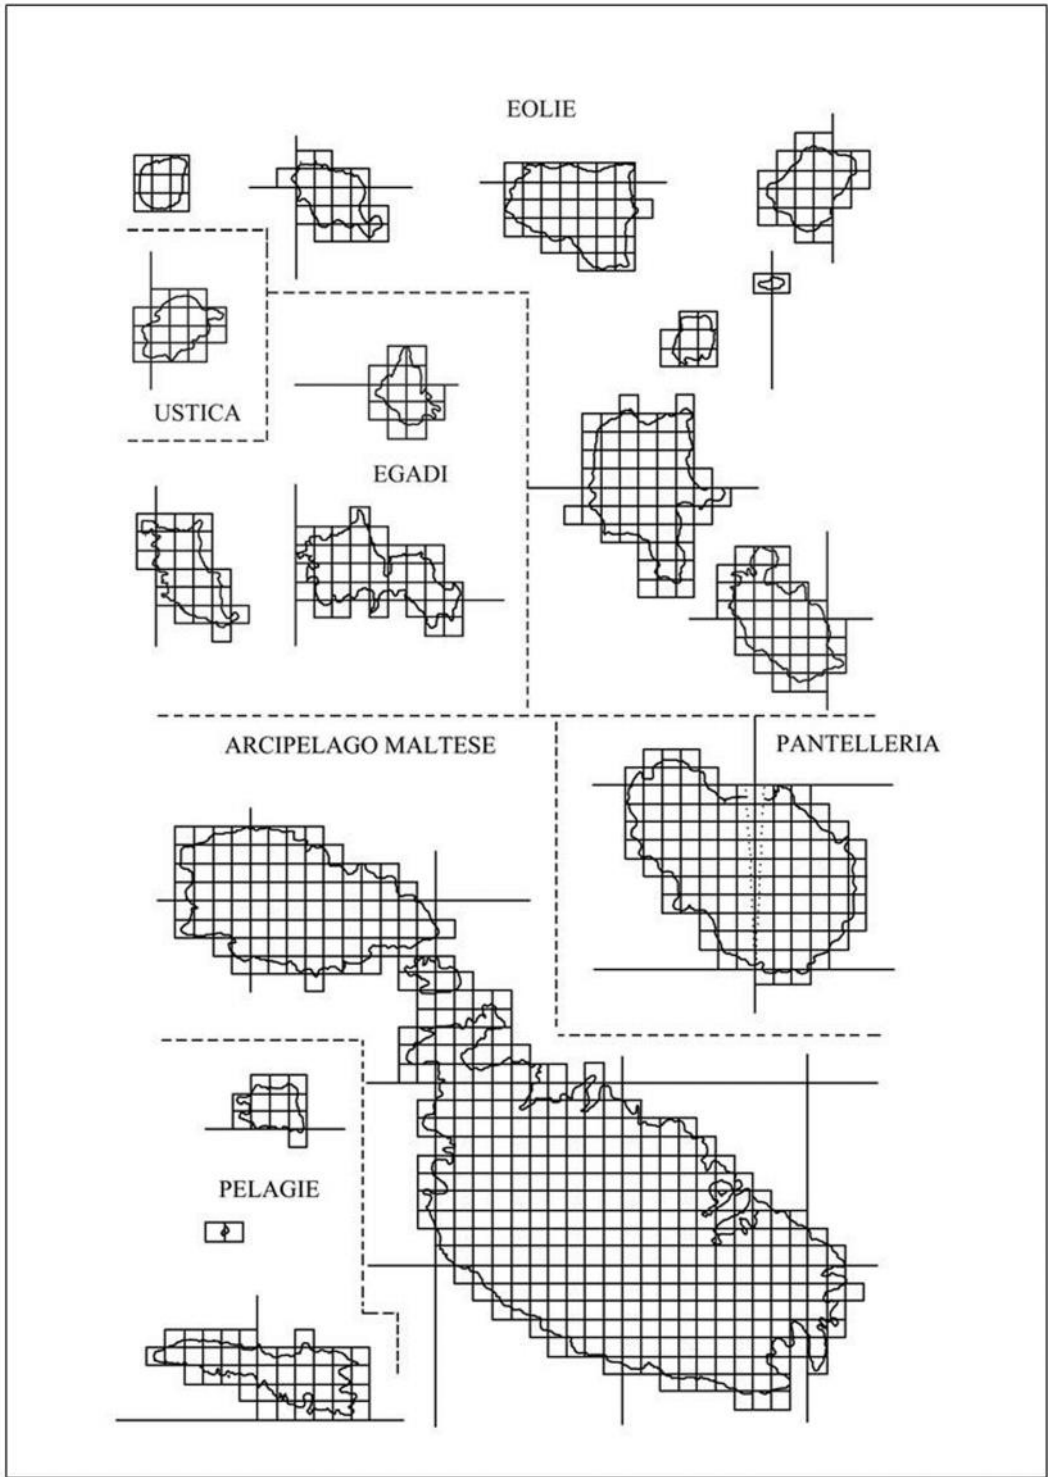 EOLIE
USTICA
EGADI
ARCIPELAGO MALTESE
PANTELLERIA
PELAGIE